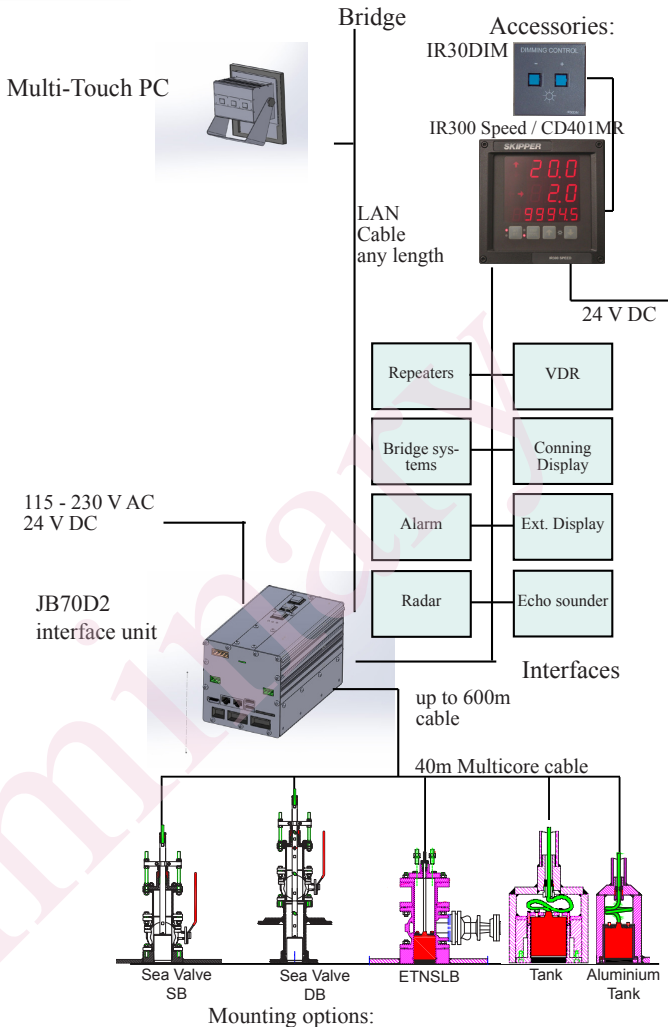 Bridge
Accessories:
IR30DIM
DIMMING CONTROL
- +
Multi-Touch PC
IR300 Speed / CD401MR
SKIPPER
20.0
2.0
9994.5
LAN
Cable
any length
24 V DC
Repeaters
VDR
Bridge sys-
tems
Conning
Display
115 - 230 V AC
24 V DC
Alarm
Ext. Display
JB70D2
interface unit
Radar
Echo sounder
Interfaces
up to 600m
cable
40m Multicore cable
Sea Valve
SB
Sea Valve
DB
ETNSLB
Tank
Aluminium
Tank
Mounting options:
minary